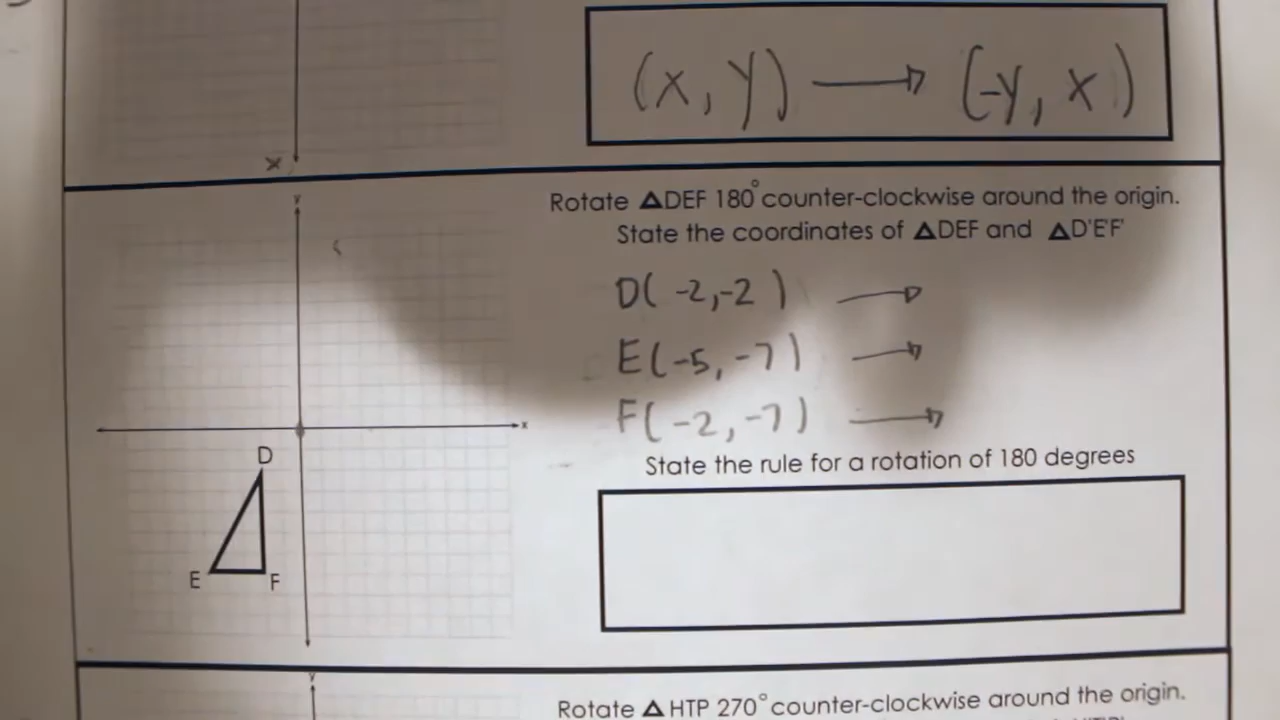 (x, y) → (-y, x)
x
y
Rotate △DEF 180° counter-clockwise around the origin.
State the coordinates of △DEF and △D'E'F'
D( -2,-2 ) →
E(-5, -7) →
F(-2, -7) →
x
D
E
F
State the rule for a rotation of 180 degrees
y
Rotate △ HTP 270° counter-clockwise around the origin.